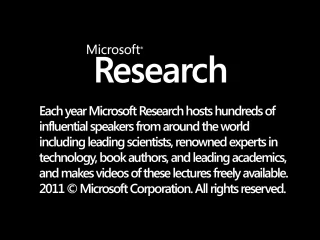 Microsoft®
Research
Each year Microsoft Research hosts hundreds of
influential speakers from around the world
including leading scientists, renowned experts in
technology, book authors, and leading academics,
and makes videos of these lectures freely available.
2011 © Microsoft Corporation. All rights reserved.